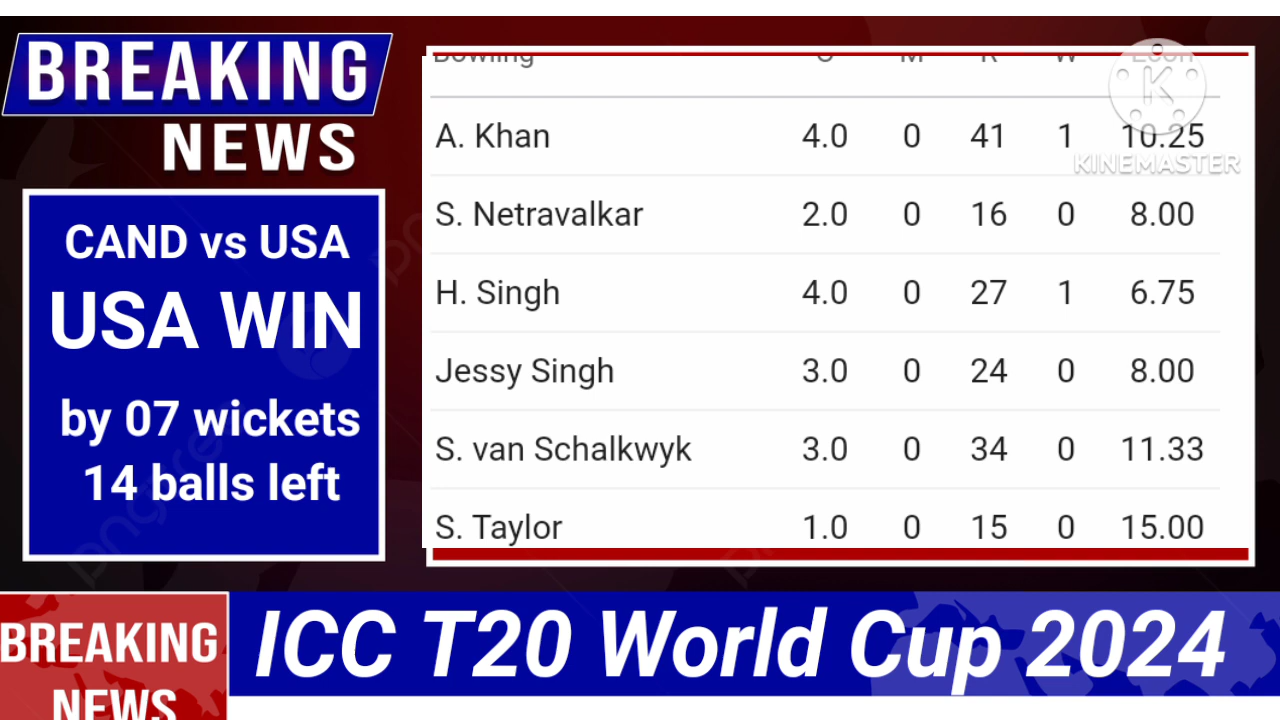 BREAKING
NEWS
CAND vs USA
USA WIN
by 07 wickets
14 balls left
Bowling O M R W Econ
A. Khan 4.0 0 41 1 10.25
KINEMASTER
S. Netravalkar 2.0 0 16 0 8.00
H. Singh 4.0 0 27 1 6.75
Jessy Singh 3.0 0 24 0 8.00
S. van Schalkwyk 3.0 0 34 0 11.33
S. Taylor 1.0 0 15 0 15.00
BREAKING
NEWS
ICC T20 World Cup 2024